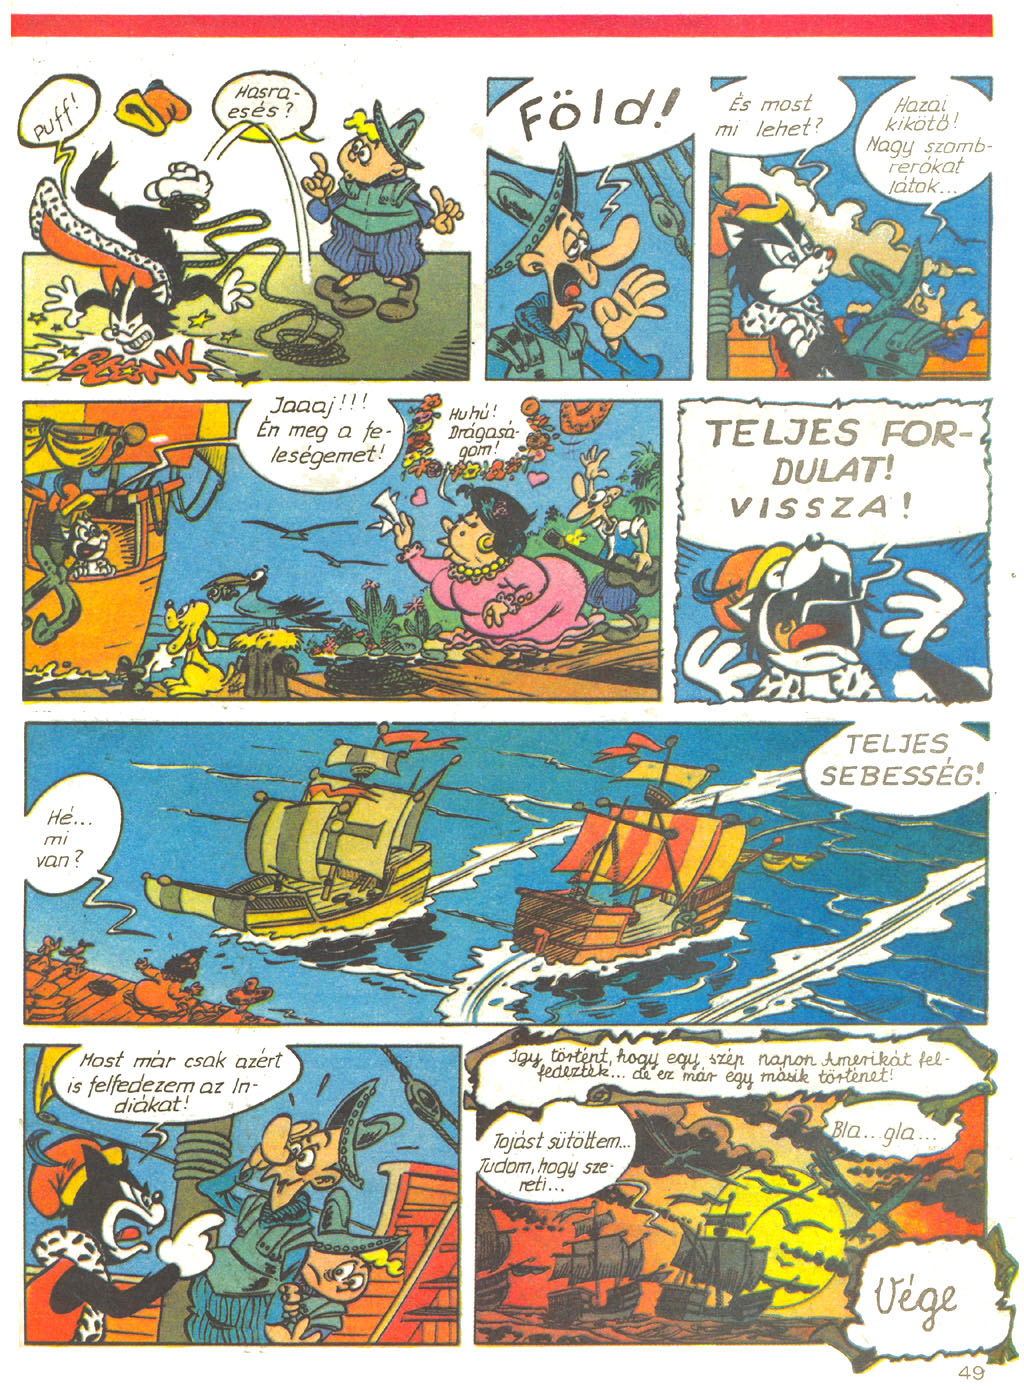 puff!
Hasra-
esés?
BLENK
Föld!
És most
mi lehet?
Hazai
kikötő!
Nagy szomb-
rerókat
látok...
Jaaaj!!!
Én meg a fe-
leségemet!
Huhú!
Drágasá-
gom!
TELJES FOR-
DULAT!
VISSZA!
Hé...
mi
van?
TELJES
SEBESSÉG!
Most már csak azért
is felfedezem az In-
diákat!
Igy történt, hogy egy szép napon Amerikát fel-
fedezték... de ez már egy másik történet!
Tojást sütöttem...
Tudom, hogy sze-
reti...
Bla...gla...
Vége
49